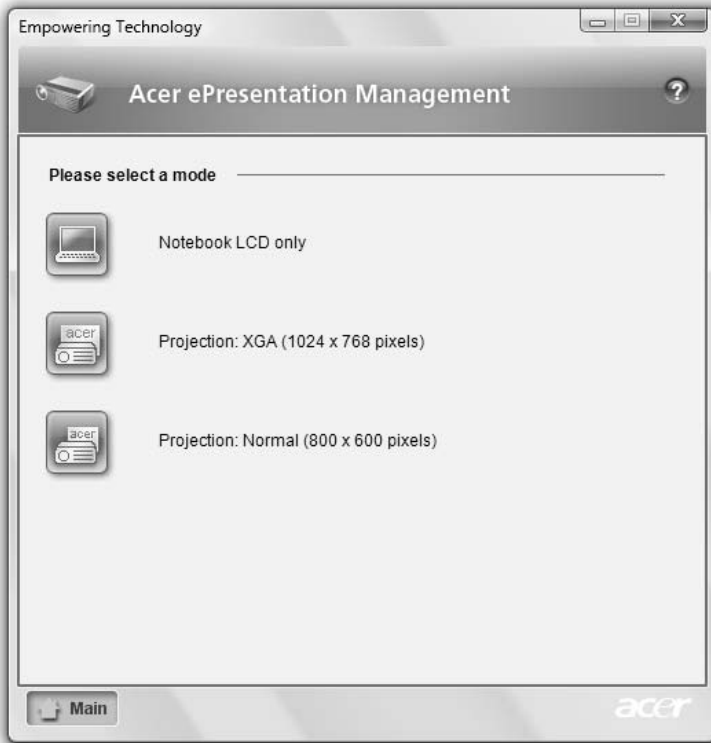 Empowering Technology
Acer ePresentation Management
?
Please select a mode
Notebook LCD only
acer
Projection: XGA (1024 x 768 pixels)
acer
Projection: Normal (800 x 600 pixels)
Main
acer